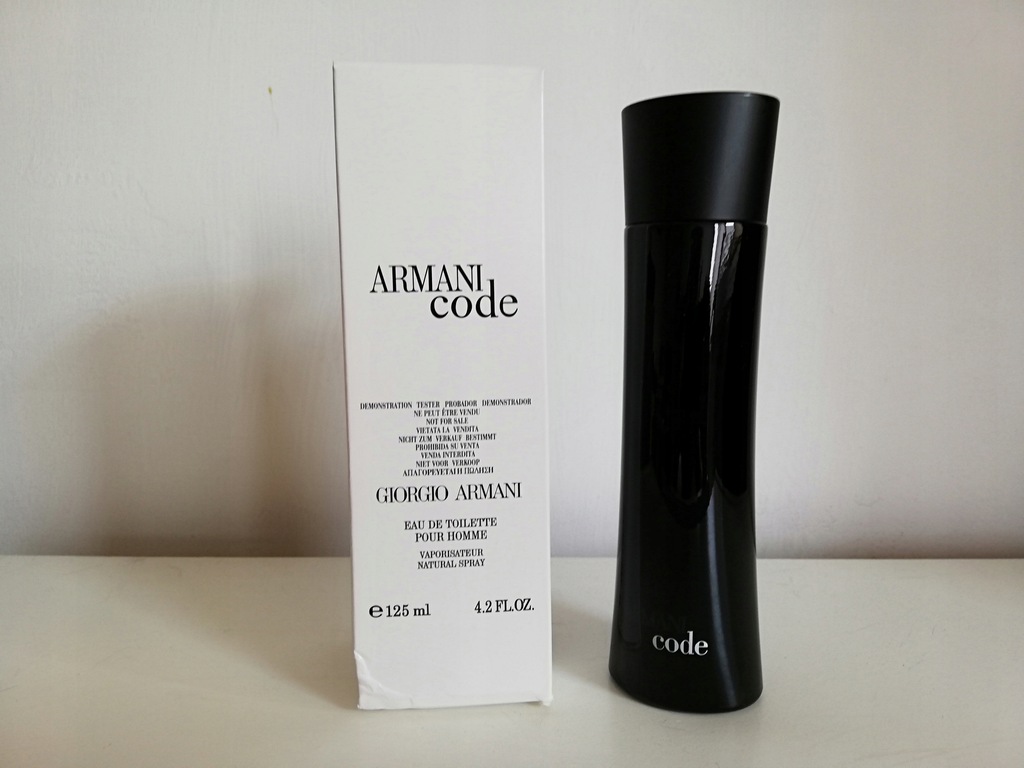 ARMANI
code
DEMONSTRATION TESTER PROBADOR DEMONSTRADOR
NE PEUT ÊTRE VENDU
NOT FOR SALE
VIETATA LA VENDITA
NICHT ZUM VERKAUF BESTIMMT
PROHIBIDA SU VENTA
VENDA INTERDITA
NIET VOOR VERKOOP
ΑΠΑΓΟΡΕΥΕΤΑΙ Η ΠΩΛΗΣΗ
GIORGIO ARMANI
EAU DE TOILETTE
POUR HOMME
VAPORISATEUR
NATURAL SPRAY
℮ 125 ml 4.2 FL.OZ.
ARMANI
code